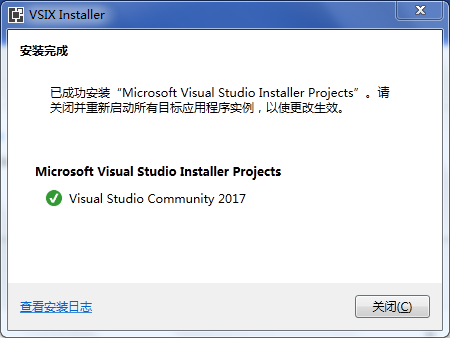 VSIX Installer
安装完成
已成功安装“Microsoft Visual Studio Installer Projects”。请
关闭并重新启动所有目标应用程序实例，以使更改生效。
Microsoft Visual Studio Installer Projects
Visual Studio Community 2017
查看安装日志
关闭(C)